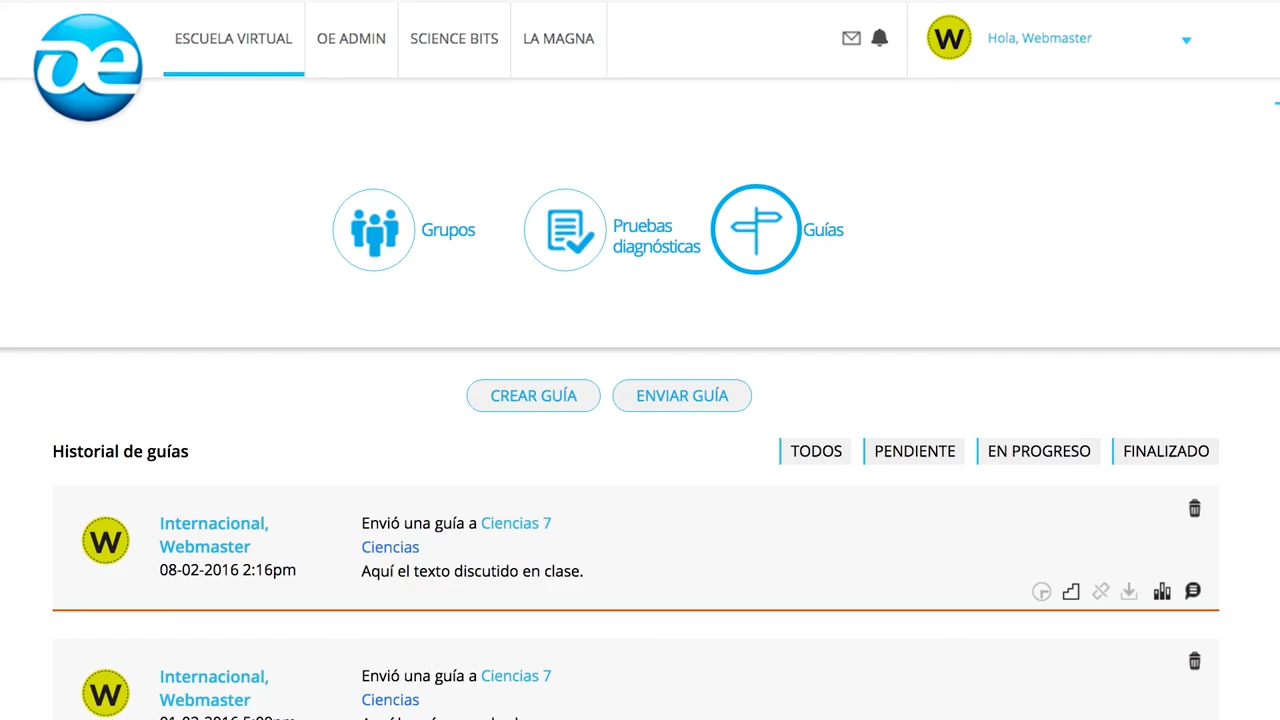 oe
ESCUELA VIRTUAL
OE ADMIN
SCIENCE BITS
LA MAGNA
W
Hola, Webmaster
Grupos
Pruebas
diagnósticas
Guías
CREAR GUÍA
ENVIAR GUÍA
Historial de guías
TODOS
PENDIENTE
EN PROGRESO
FINALIZADO
W
Internacional,
Webmaster
08-02-2016 2:16pm
Envió una guía a Ciencias 7
Ciencias
Aquí el texto discutido en clase.
W
Internacional,
Webmaster
Envió una guía a Ciencias 7
Ciencias